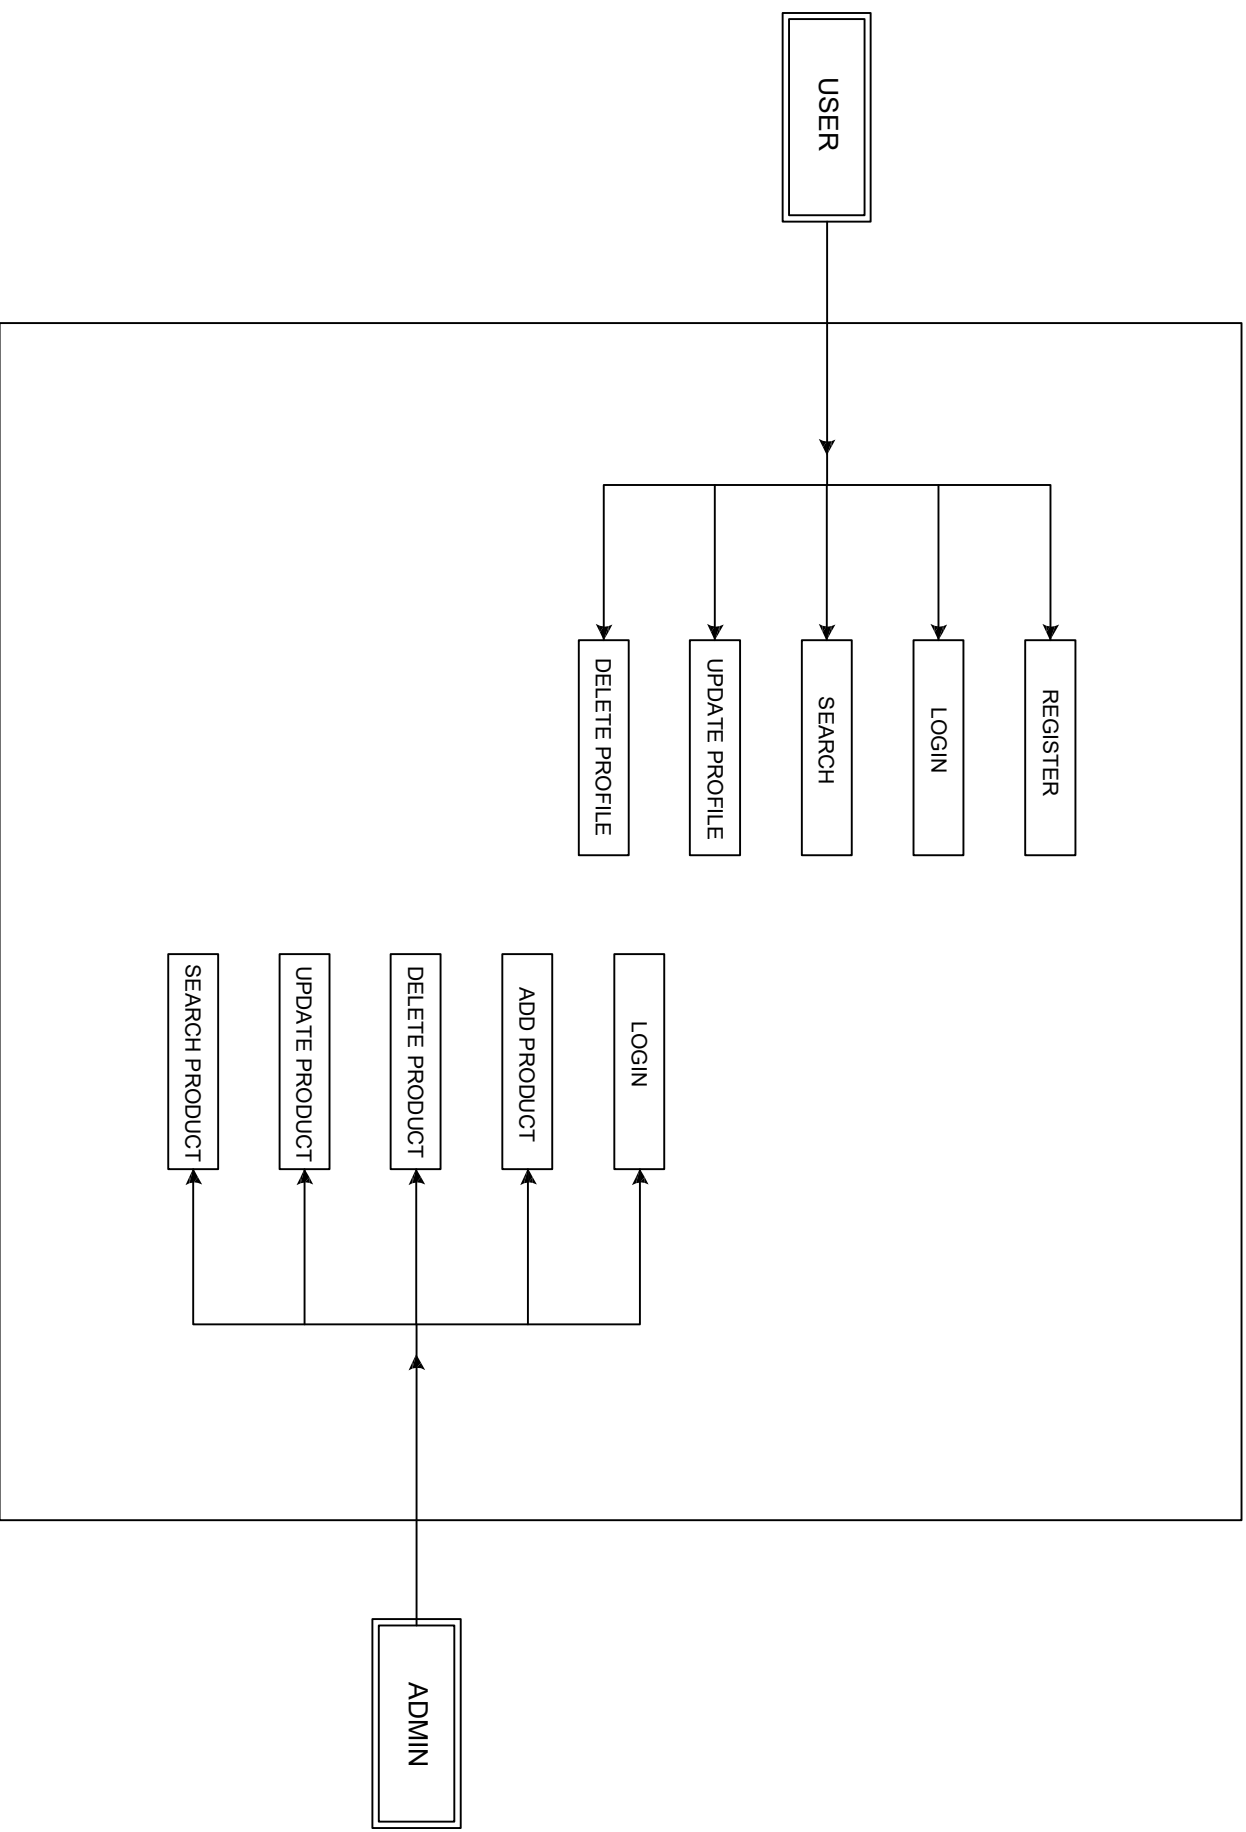 USER
REGISTER
LOGIN
SEARCH
UPDATE PROFILE
DELETE PROFILE
LOGIN
ADD PRODUCT
DELETE PRODUCT
UPDATE PRODUCT
SEARCH PRODUCT
ADMIN